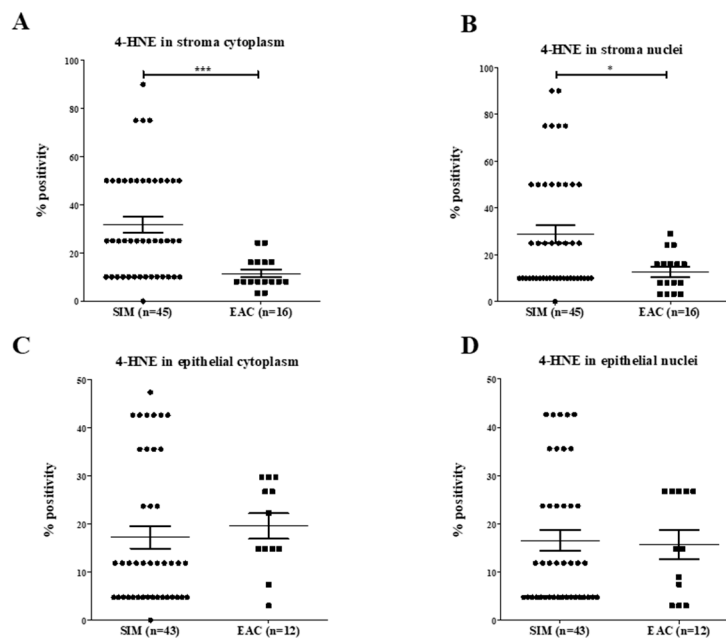 A
4-HNE in stroma cytoplasm
***
100
80
60
40
20
0
% positivity
SIM (n=45)
EAC (n=16)
B
4-HNE in stroma nuclei
*
100
80
60
40
20
0
% positivity
SIM (n=45)
EAC (n=16)
C
4-HNE in epithelial cytoplasm
50
40
30
20
10
0
% positivity
SIM (n=43)
EAC (n=12)
D
4-HNE in epithelial nuclei
50
40
30
20
10
0
% positivity
SIM (n=43)
EAC (n=12)